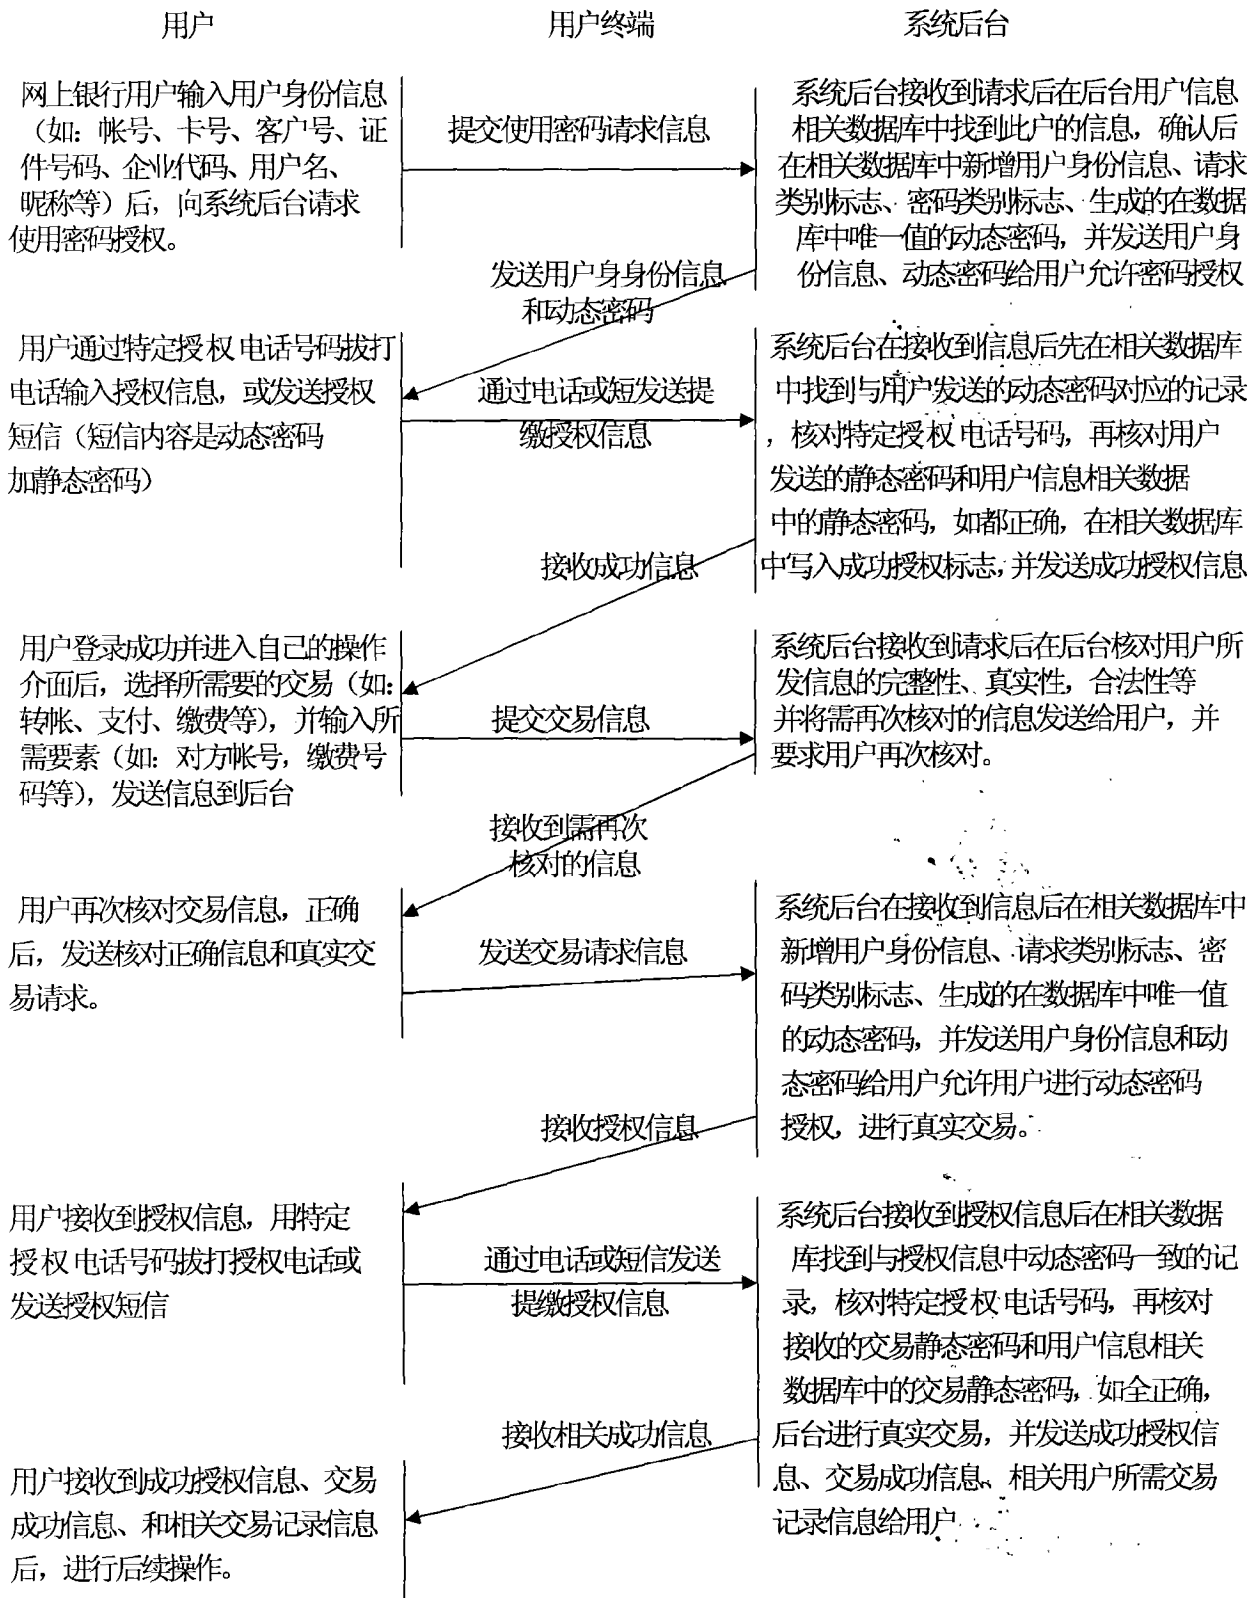 用户
用户终端
系统后台
网上银行用户输入用户身份信息
（如：帐号、卡号、客户号、证
件号码、企业代码、用户名、
昵称等）后，向系统后台请求
使用密码授权。
提交使用密码请求信息
系统后台接收到请求后在后台用户信息
相关数据库中找到此户的信息，确认后
在相关数据库中新增用户身份信息、请求
类别标志、密码类别标志、生成的在数据
库中唯一值的动态密码，并发送用户身
份信息、动态密码给用户允许密码授权
发送用户身身份信息
和动态密码
用户通过特定授权电话号码拔打
电话输入授权信息，或发送授权
短信（短信内容是动态密码
加静态密码）
通过电话或短发送提
缴授权信息
系统后台在接收到信息后先在相关数据库
中找到与用户发送的动态密码对应的记录
，核对特定授权电话号码，再核对用户
发送的静态密码和用户信息相关数据
中的静态密码，如都正确，在相关数据库
中写入成功授权标志，并发送成功授权信息
接收成功信息
用户登录成功并进入自己的操作
介面后，选择所需要的交易（如：
转帐、支付、缴费等），并输入所
需要素（如：对方帐号，缴费号
码等），发送信息到后台
提交交易信息
系统后台接收到请求后在后台核对用户所
发信息的完整性、真实性，合法性等
并将需再次核对的信息发送给用户，并
要求用户再次核对。
接收到需再次
核对的信息
用户再次核对交易信息，正确
后，发送核对正确信息和真实交
易请求。
发送交易请求信息
系统后台在接收到信息后在相关数据库中
新增用户身份信息、请求类别标志、密
码类别标志、生成的在数据库中唯一值
的动态密码，并发送用户身份信息和动
态密码给用户允许用户进行动态密码
授权，进行真实交易。
接收授权信息
用户接收到授权信息，用特定
授权电话号码拔打授权电话或
发送授权短信
通过电话或短信发送
提缴授权信息
系统后台接收到授权信息后在相关数据
库找到与授权信息中动态密码一致的记
录，核对特定授权电话号码，再核对
接收的交易静态密码和用户信息相关
数据库中的交易静态密码，如全正确，
后台进行真实交易，并发送成功授权信
息、交易成功信息、相关用户所需交易
记录信息给用户
接收相关成功信息
用户接收到成功授权信息、交易
成功信息、和相关交易记录信息
后，进行后续操作。